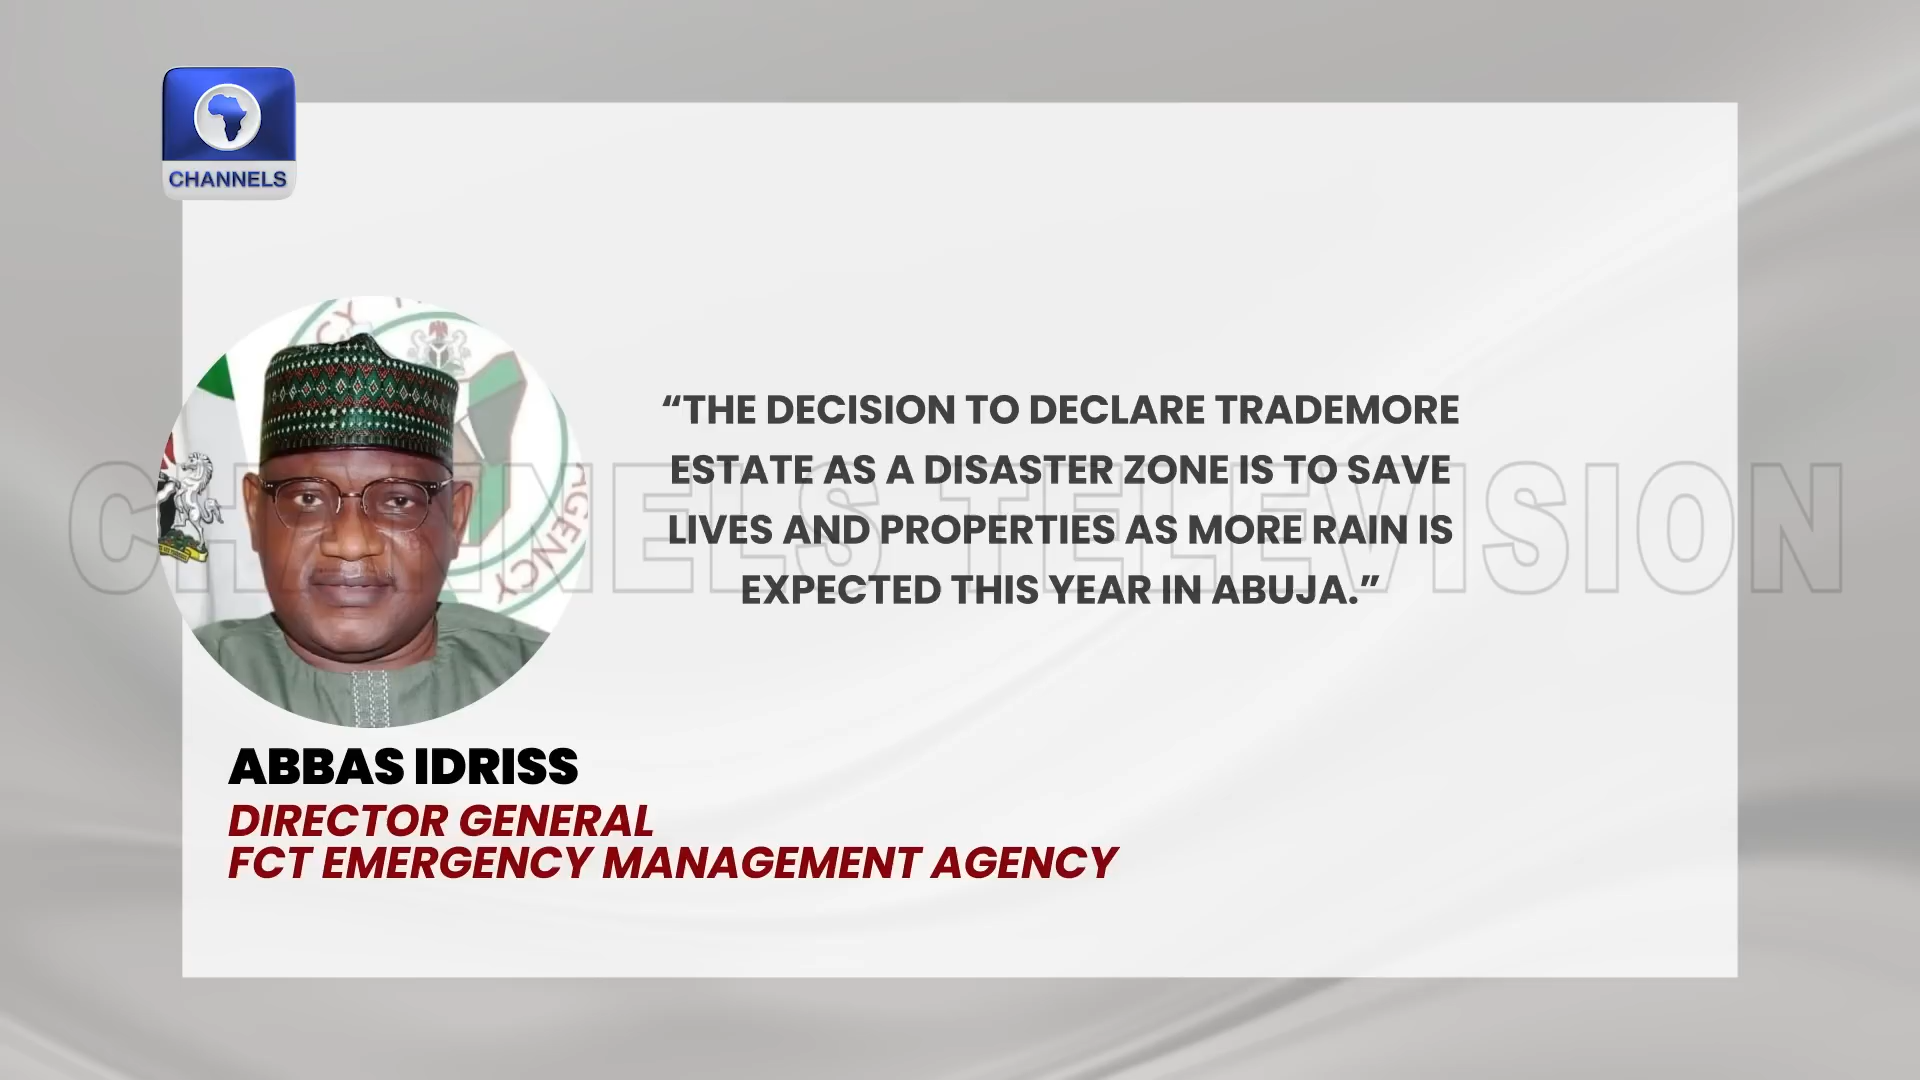 CHANNELS
“THE DECISION TO DECLARE TRADEMORE
ESTATE AS A DISASTER ZONE IS TO SAVE
LIVES AND PROPERTIES AS MORE RAIN IS
EXPECTED THIS YEAR IN ABUJA.”
CHANNELS TELEVISION
AGENCY
ABBAS IDRISS
DIRECTOR GENERAL
FCT EMERGENCY MANAGEMENT AGENCY